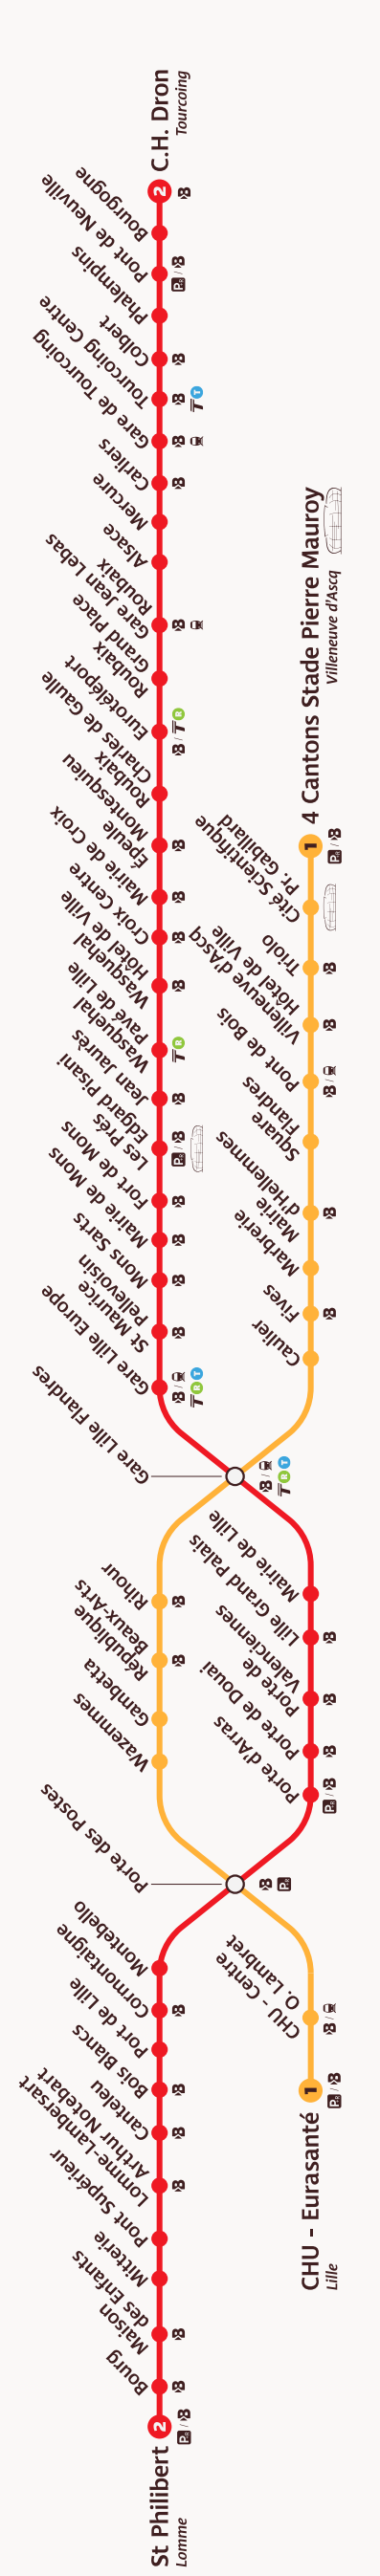 St Philibert
Lomme
2
Bourg
Maison
des Enfants
Mitterie
Pont Supérieur
Lomme-Lambersart
Arthur Notebart
Canteleu
Bois Blancs
Port de Lille
Cormontaigne
Montebello
Porte des Postes
Wazemmes
Gambetta
République
Beaux-Arts
Rihour
Gare Lille Flandres
Gare Lille Europe
St Maurice
Pellevoisin
Mons Sarts
Mairie de Mons
Fort de Mons
Les Prés
Edgard Pisani
Jean Jaurès
Wasquehal
Pavé de Lille
Wasquehal
Hôtel de Ville
Croix Centre
Mairie de Croix
Épeule
Montesquieu
Roubaix
Charles de Gaulle
Eurotéléport
Roubaix
Grand Place
Gare Jean Lebas
Roubaix
Alsace
Mercure
Carliers
Gare de Tourcoing
Tourcoing Centre
Colbert
Phalempins
Pont de Neuville
Bourgogne
2
C.H. Dron
Tourcoing
CHU - Eurasanté
Lille
1
CHU - Centre
O. Lambret
Porte d'Arras
Porte de Douai
Porte de
Valenciennes
Lille Grand Palais
Mairie de Lille
Caulier
Fives
Marbrerie
Mairie
d'Hellemmes
Square
Flandres
Pont de Bois
Villeneuve d'Ascq
Hôtel de Ville
Triolo
Cité Scientifique
Pr. Gabillard
1
4 Cantons Stade Pierre Mauroy
Villeneuve d'Ascq